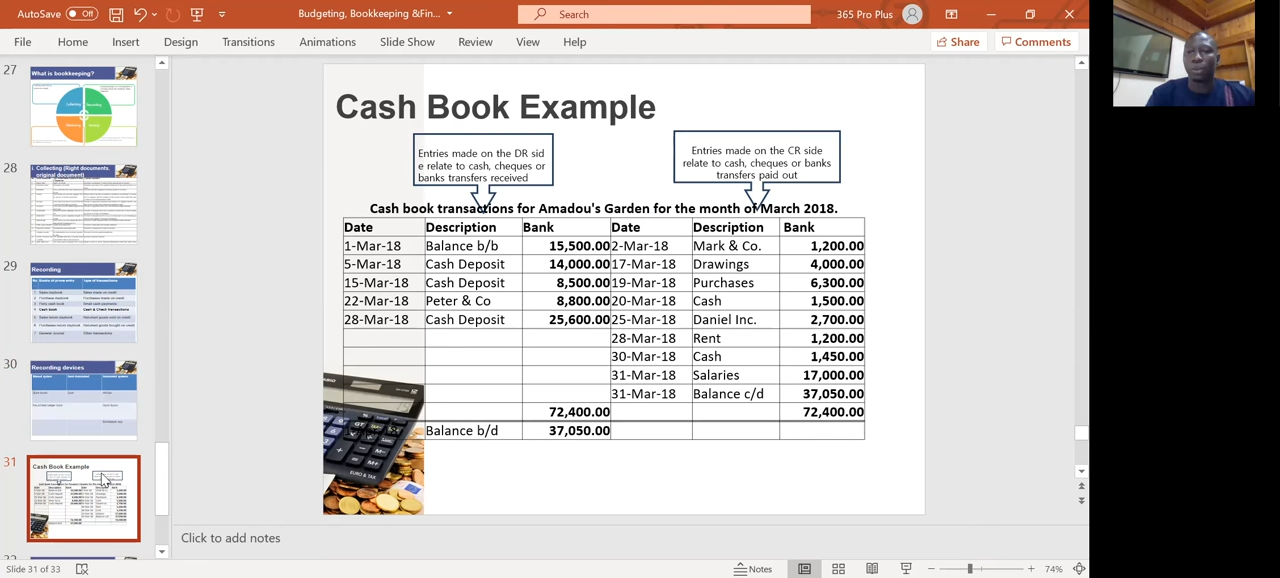 AutoSave Off
Budgeting, Bookkeeping &Fin...
Search
365 Pro Plus
File Home Insert Design Transitions Animations Slide Show Review View Help
Share Comments
27
What is bookkeeping?
28
i. Collecting (Right documents, original document)
29
Recording
30
Recording devices
31
Cash Book Example
Cash Book Example
Entries made on the DR sid
e relate to cash, cheques or
banks transfers received
Entries made on the CR side
relate to cash, cheques or banks
transfers paid out
Cash book transactions Amadou's Garden for the month of March 2018.
Date Description Bank Date Description Bank
1-Mar-18 Balance b/b 15,500.00 2-Mar-18 Mark & Co. 1,200.00
5-Mar-18 Cash Deposit 14,000.00 17-Mar-18 Drawings 4,000.00
15-Mar-18 Cash Deposit 8,500.00 19-Mar-18 Purchases 6,300.00
22-Mar-18 Peter & Co 8,800.00 20-Mar-18 Cash 1,500.00
28-Mar-18 Cash Deposit 25,600.00 25-Mar-18 Daniel Inc. 2,700.00
28-Mar-18 Rent 1,200.00
30-Mar-18 Cash 1,450.00
31-Mar-18 Salaries 17,000.00
31-Mar-18 Balance c/d 37,050.00
72,400.00 72,400.00
Balance b/d 37,050.00
Click to add notes
Slide 31 of 33
Notes
74%